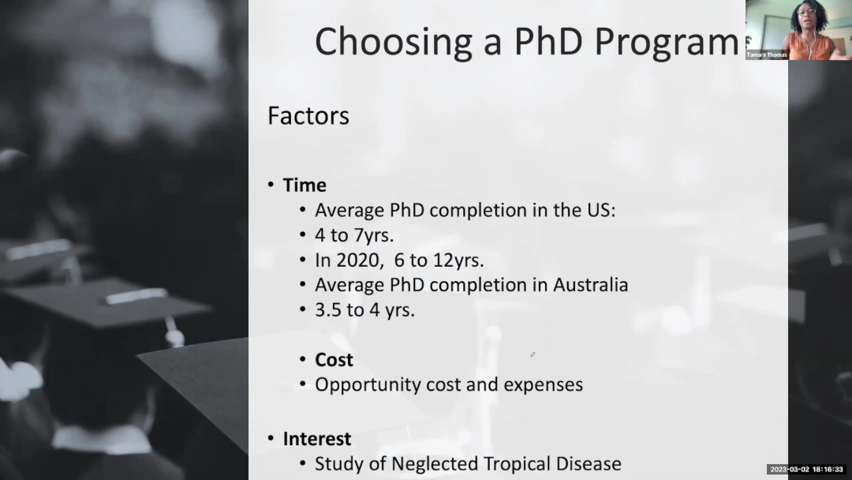 Choosing a PhD Program
Tamara Thomas
Factors
• Time
• Average PhD completion in the US:
• 4 to 7yrs.
• In 2020,  6 to 12yrs.
• Average PhD completion in Australia
• 3.5 to 4 yrs.
• Cost
• Opportunity cost and expenses
• Interest
• Study of Neglected Tropical Disease
2023-03-02 18:16:33